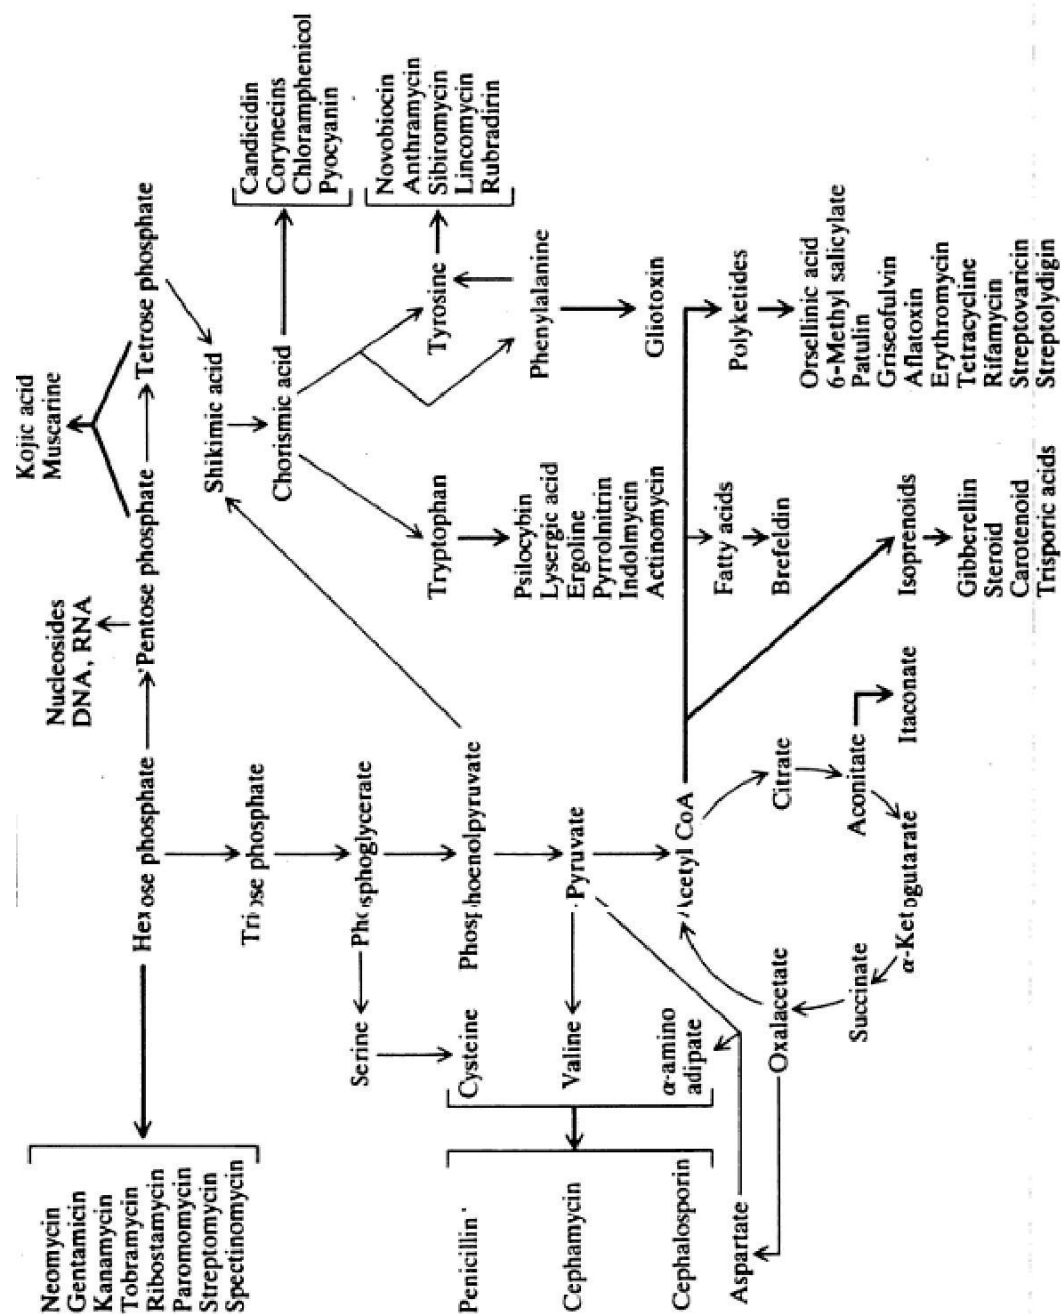 Neomycin
Gentamicin
Kanamycin
Tobramycin
Ribostamycin
Paromomycin
Streptomycin
Spectinomycin
Hexose phosphate
Nucleosides
DNA, RNA
Pentose phosphate
Kojic acid
Muscarine
Tetrose phosphate
Triose phosphate
Shikimic acid
Chorismic acid
Candicidin
Corynecins
Chloramphenicol
Pyocyanin
Serine
Phosphoglycerate
Cysteine
Phosphoenolpyruvate
Tryptophan
Tyrosine
Novobiocin
Anthramycin
Sibiromycin
Lincomycin
Rubradirin
Phenylalanine
Psilocybin
Lysergic acid
Ergoline
Pyrrolnitrin
Indolmycin
Actinomycin
Gliotoxin
Penicillin
Cephamycin
Cephalosporin
Valine
Pyruvate
α-amino
adipate
Acetyl CoA
Aspartate
Oxalacetate
Citrate
Succinate
Aconitate
α-Ketogutarate
Itaconate
Fatty acids
Brefeldin
Polyketides
Orsellinic acid
6-Methyl salicylate
Patulin
Griseofulvin
Aflatoxin
Erythromycin
Tetracycline
Rifamycin
Streptovaricin
Streptolydigin
Isoprenoids
Gibberellin
Steroid
Carotenoid
Trisporic acids